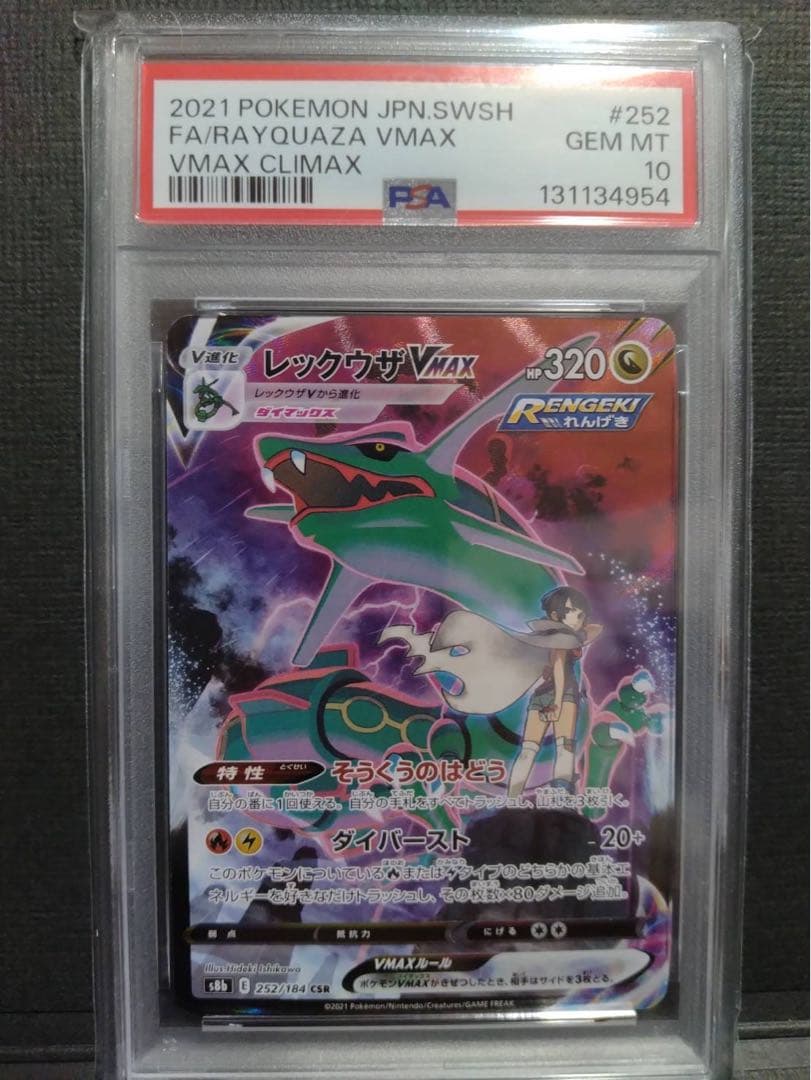 2021 POKEMON JPN.SWSH #252
FA/RAYQUAZA VMAX GEM MT
VMAX CLIMAX 10
PSA 131134954
V進化 レックウザVMAX HP320
レックウザVから進化
ダイマックス
RENGEKI
れんげき
特性 とくせい そうくうのはどう
自分の番に1回使える。自分の手札をすべてトラッシュし、山札を3枚引く。
ダイバースト 20+
このポケモンについている または タイプのどちらかの基本エ
ネルギーを好きなだけトラッシュし、その枚数×80ダメージ追加。
弱点 抵抗力 にげる
Illus.Hideki Ishikawa
VMAXルール
s8b E 252/184 CSR
ポケモンVMAXがきぜつしたとき、相手はサイドを3枚とる。
©2021 Pokémon/Nintendo/Creatures/GAME FREAK